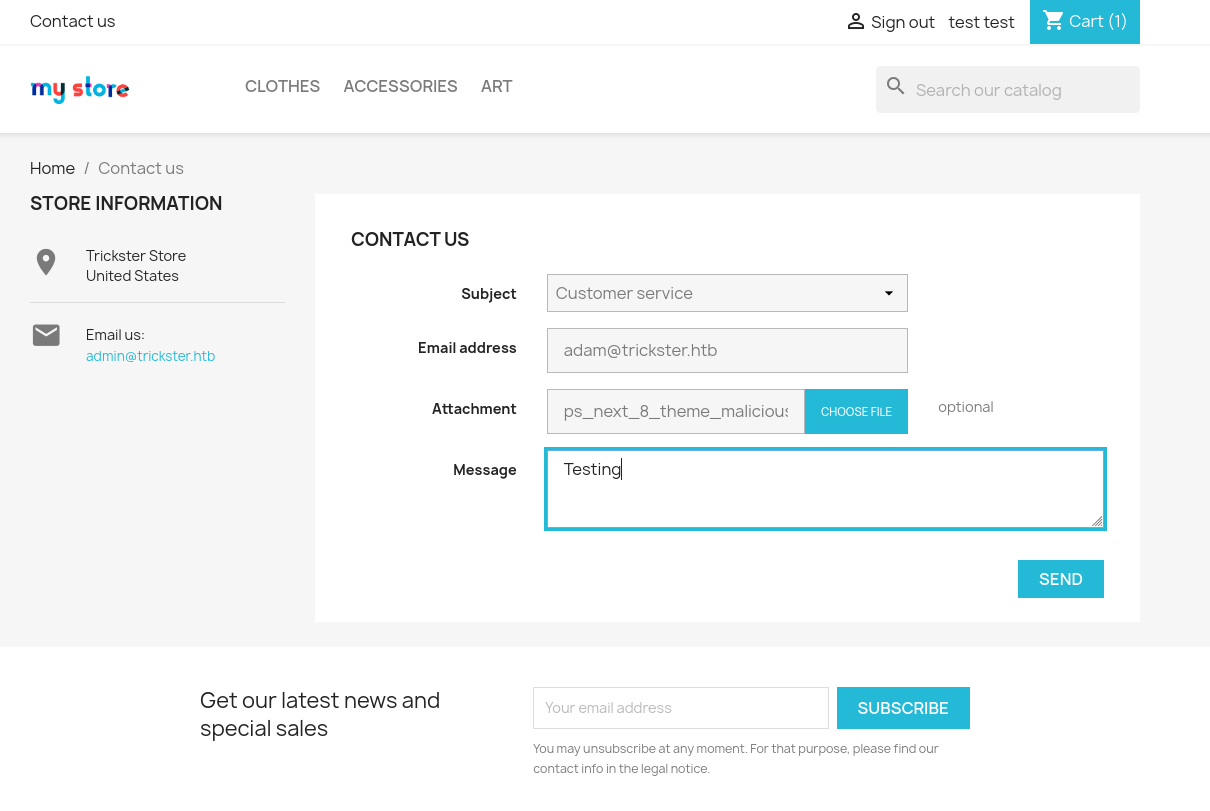 Contact us
Sign out test test Cart (1)
my store
CLOTHES ACCESSORIES ART
Search our catalog
Home / Contact us
STORE INFORMATION
Trickster Store
United States
Email us:
admin@trickster.htb
CONTACT US
Subject Customer service
Email address adam@trickster.htb
Attachment ps_next_8_theme_malicious CHOOSE FILE optional
Message Testing
SEND
Get our latest news and
special sales
Your email address SUBSCRIBE
You may unsubscribe at any moment. For that purpose, please find our
contact info in the legal notice.